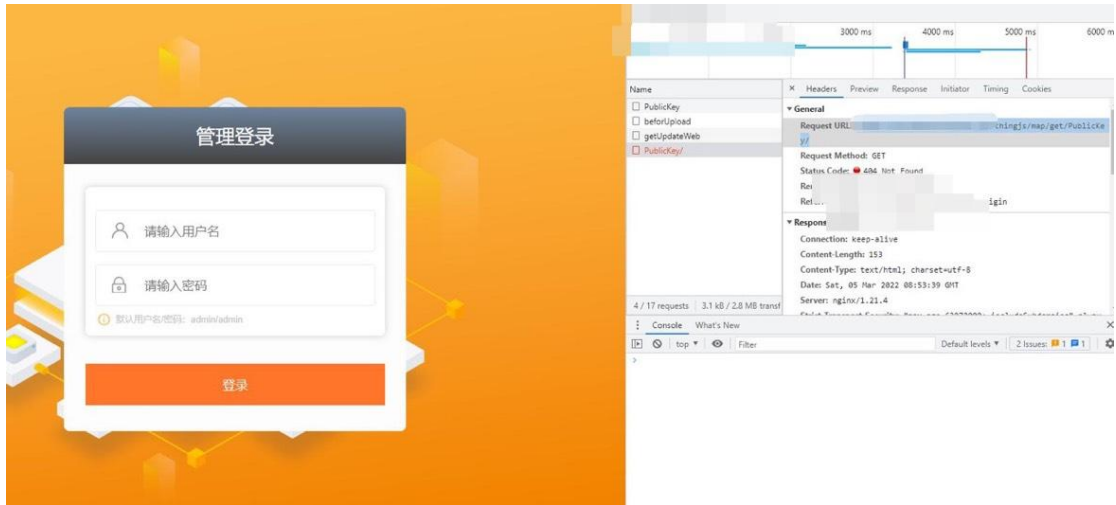 管理登录
请输入用户名
请输入密码
默认用户名/密码：admin/admin
登录
3000 ms 4000 ms 5000 ms 6000 m
Name
PublicKey
beforUpload
getUpdateWeb
PublicKey/
4 / 17 requests 3.1 kB / 2.8 MB transf
× Headers Preview Response Initiator Timing Cookies
▼ General
Request URL: ningjs/map/get/PublicKe
y/
Request Method: GET
Status Code: 404 Not Found
igin
▼ Respons
Connection: keep-alive
Content-Length: 153
Content-Type: text/html; charset=utf-8
Date: Sat, 05 Mar 2022 08:53:39 GMT
Server: nginx/1.21.4
Console What's New ×
top ▼ Filter Default levels ▼ 2 Issues: 1 1
>